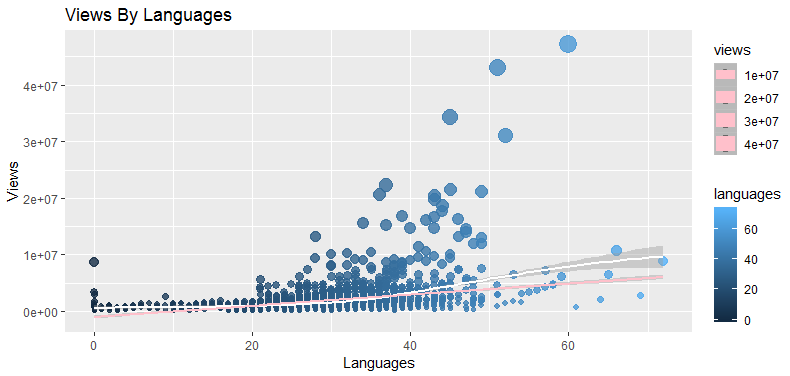 Views By Languages
views
1e+07
2e+07
3e+07
4e+07
languages
60
40
20
0
Views
4e+07
3e+07
2e+07
1e+07
0e+00
0
20
40
60
Languages